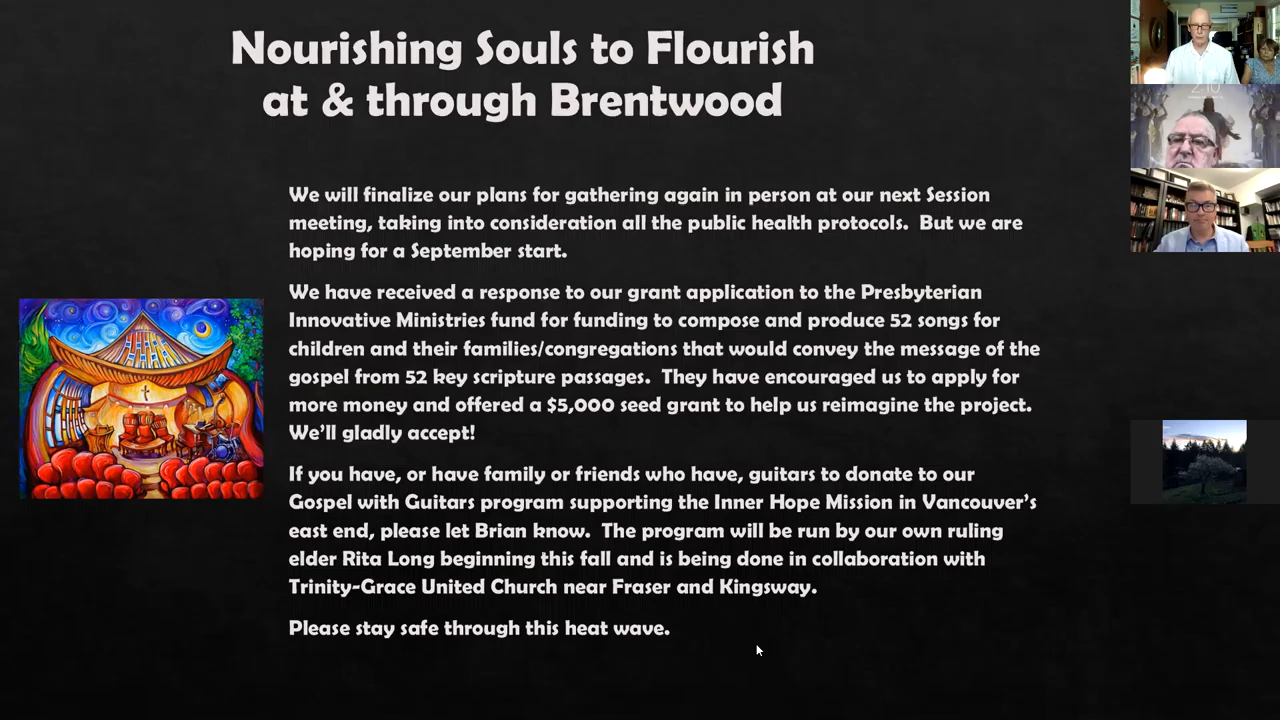 Nourishing Souls to Flourish
at & through Brentwood
We will finalize our plans for gathering again in person at our next Session
meeting, taking into consideration all the public health protocols.  But we are
hoping for a September start.
We have received a response to our grant application to the Presbyterian
Innovative Ministries fund for funding to compose and produce 52 songs for
children and their families/congregations that would convey the message of the
gospel from 52 key scripture passages.  They have encouraged us to apply for
more money and offered a $5,000 seed grant to help us reimagine the project.
We'll gladly accept!
If you have, or have family or friends who have, guitars to donate to our
Gospel with Guitars program supporting the Inner Hope Mission in Vancouver's
east end, please let Brian know.  The program will be run by our own ruling
elder Rita Long beginning this fall and is being done in collaboration with
Trinity-Grace United Church near Fraser and Kingsway.
Please stay safe through this heat wave.
2:10